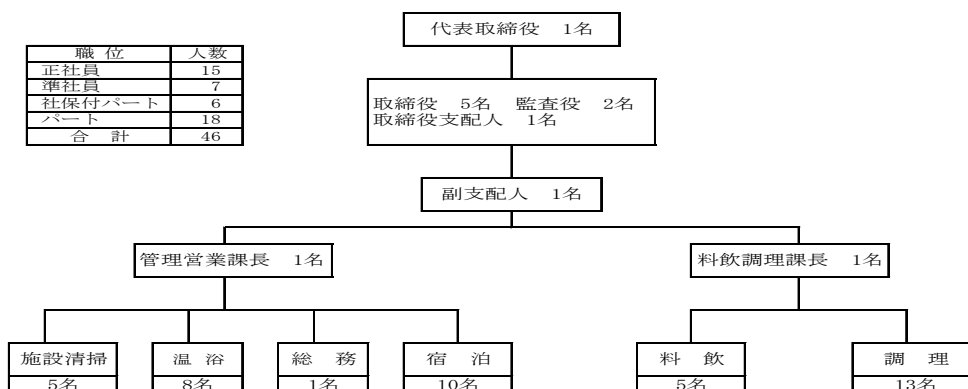 代表取締役 1名
職 位 人数
正社員 15
準社員 7
社保付パート 6
パート 18
合 計 46
取締役 5名 監査役 2名
取締役支配人 1名
副支配人 1名
管理営業課長 1名
料飲調理課長 1名
施設清掃
5名
温 浴
8名
総 務
1名
宿 泊
10名
料 飲
5名
調 理
13名